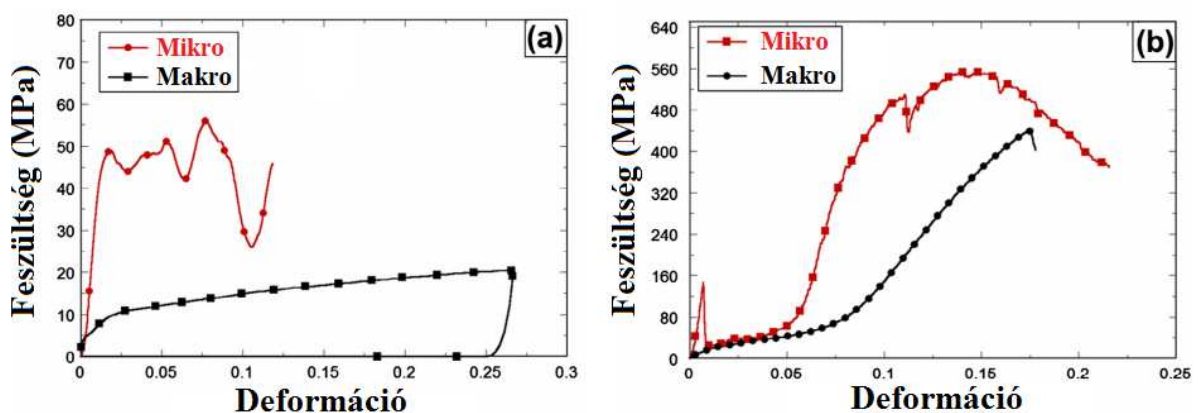 (a)
Mikro
Makro
Feszültség (MPa)
80
70
60
50
40
30
20
10
0
0 0.05 0.1 0.15 0.2 0.25 0.3
Deformáció
(b)
Mikro
Makro
Feszültség (MPa)
640
560
480
400
320
240
160
80
0
0 0.05 0.1 0.15 0.2 0.25
Deformáció